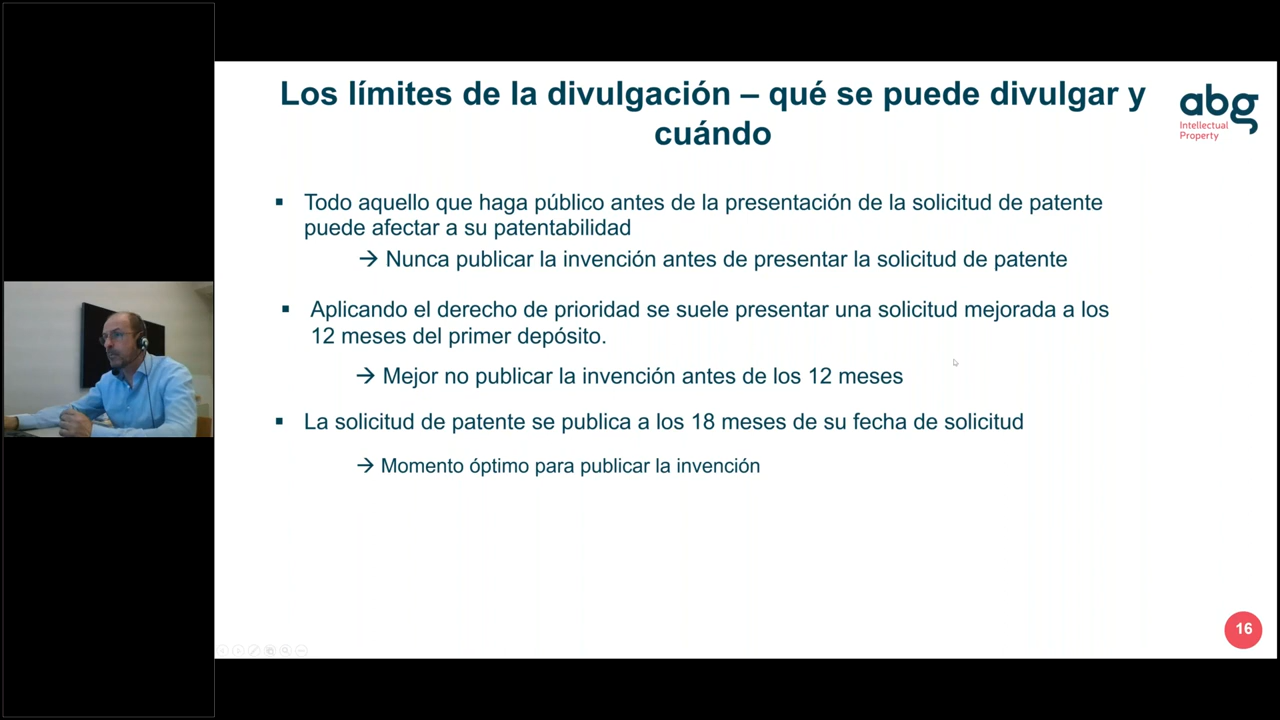 Los límites de la divulgación – qué se puede divulgar y
cuándo
abg
Intellectual
Property
▪ Todo aquello que haga público antes de la presentación de la solicitud de patente
puede afectar a su patentabilidad
→ Nunca publicar la invención antes de presentar la solicitud de patente
▪ Aplicando el derecho de prioridad se suele presentar una solicitud mejorada a los
12 meses del primer depósito.
→ Mejor no publicar la invención antes de los 12 meses
▪ La solicitud de patente se publica a los 18 meses de su fecha de solicitud
→ Momento óptimo para publicar la invención
16